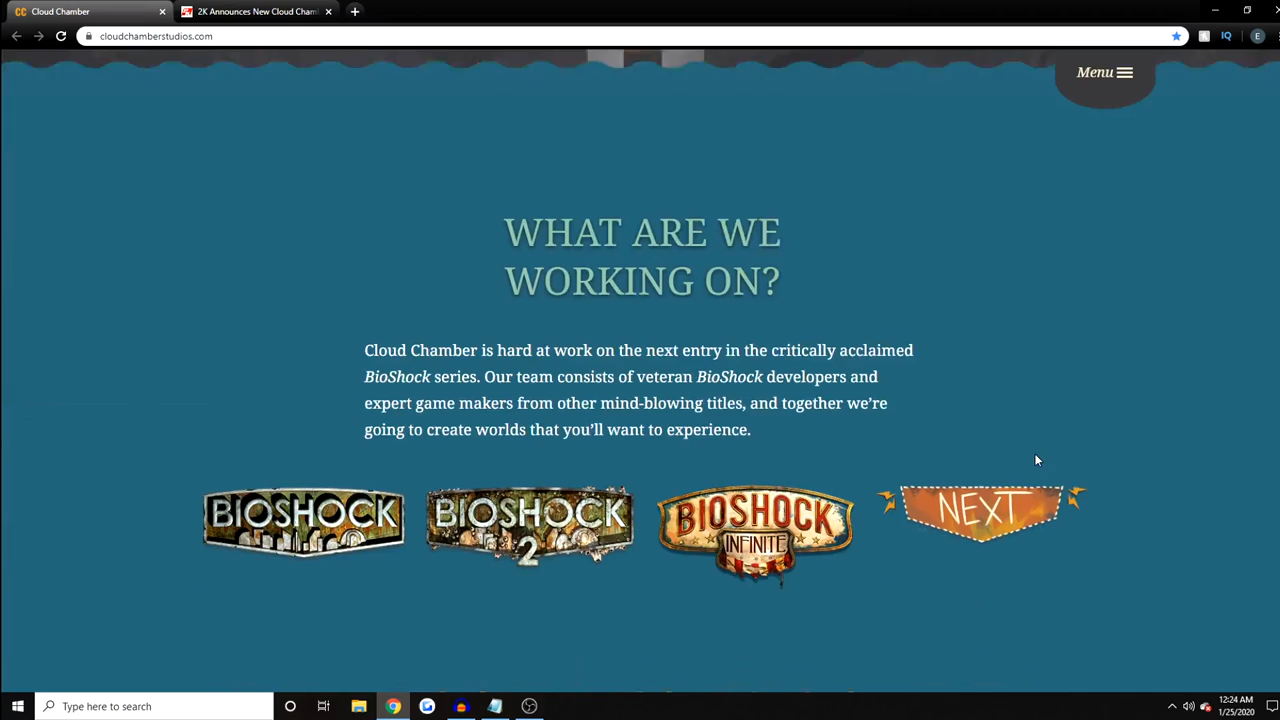 Cloud Chamber
2K Announces New Cloud Cham
cloudchamberstudios.com
IQ
E
Menu
WHAT ARE WE
WORKING ON?
Cloud Chamber is hard at work on the next entry in the critically acclaimed
BioShock series. Our team consists of veteran BioShock developers and
expert game makers from other mind-blowing titles, and together we're
going to create worlds that you'll want to experience.
BIOSHOCK
BIOSHOCK
2
BIOSHOCK
INFINITE
NEXT
Type here to search
12:24 AM
1/25/2020